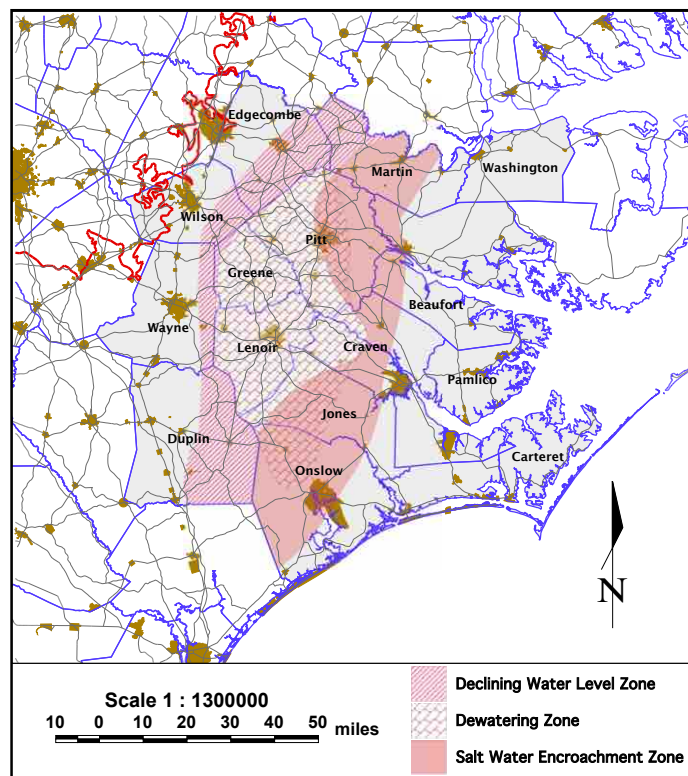 Edgecombe
Martin
Washington
Wilson
Pitt
Greene
Beaufort
Wayne
Lenoir
Craven
Pamlico
Jones
Duplin
Carteret
Onslow
N
Scale 1 : 1300000
10 0 10 20 30 40 50 miles
Declining Water Level Zone
Dewatering Zone
Salt Water Encroachment Zone